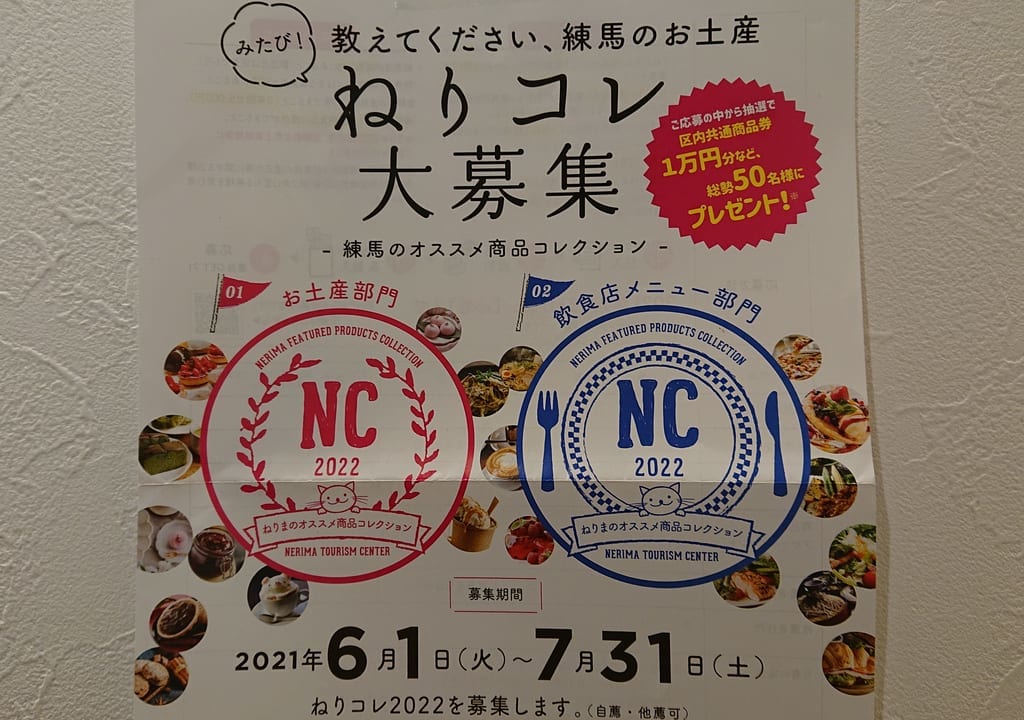 みたび!
教えてください、練馬のお土産
ねりコレ
大募集
- 練馬のオススメ商品コレクション -
ご応募の中から抽選で
区内共通商品券
1万円分など、
総勢50名様に
プレゼント!※
01
お土産部門
NERIMA FEATURED PRODUCTS COLLECTION
NC
2022
ねりまのオススメ商品コレクション
NERIMA TOURISM CENTER
02
飲食店メニュー部門
NERIMA FEATURED PRODUCTS COLLECTION
NC
2022
ねりまのオススメ商品コレクション
NERIMA TOURISM CENTER
募集期間
2021年6月1日(火)~7月31日(土)
ねりコレ2022を募集します。(自薦・他薦可)